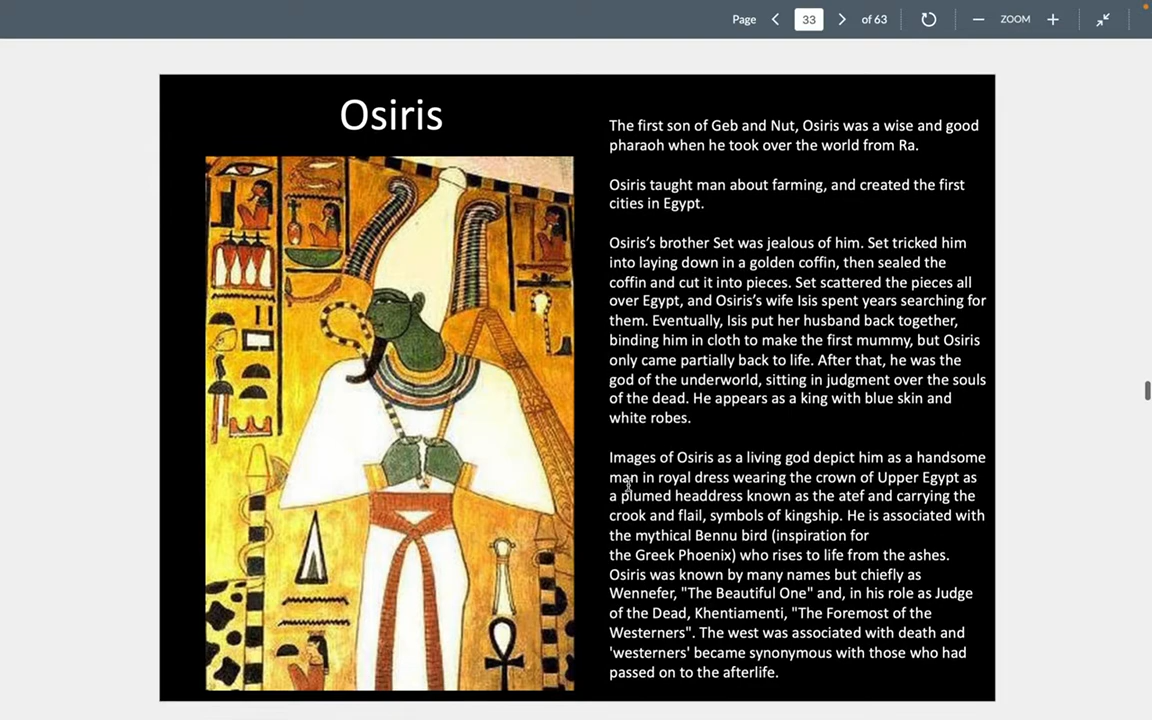 Page 33 of 63 ZOOM
Osiris
The first son of Geb and Nut, Osiris was a wise and good
pharaoh when he took over the world from Ra.
Osiris taught man about farming, and created the first
cities in Egypt.
Osiris's brother Set was jealous of him. Set tricked him
into laying down in a golden coffin, then sealed the
coffin and cut it into pieces. Set scattered the pieces all
over Egypt, and Osiris's wife Isis spent years searching for
them. Eventually, Isis put her husband back together,
binding him in cloth to make the first mummy, but Osiris
only came partially back to life. After that, he was the
god of the underworld, sitting in judgment over the souls
of the dead. He appears as a king with blue skin and
white robes.
Images of Osiris as a living god depict him as a handsome
man in royal dress wearing the crown of Upper Egypt as
a plumed headdress known as the atef and carrying the
crook and flail, symbols of kingship. He is associated with
the mythical Bennu bird (inspiration for
the Greek Phoenix) who rises to life from the ashes.
Osiris was known by many names but chiefly as
Wennefer, "The Beautiful One" and, in his role as Judge
of the Dead, Khentiamenti, "The Foremost of the
Westerners". The west was associated with death and
'westerners' became synonymous with those who had
passed on to the afterlife.